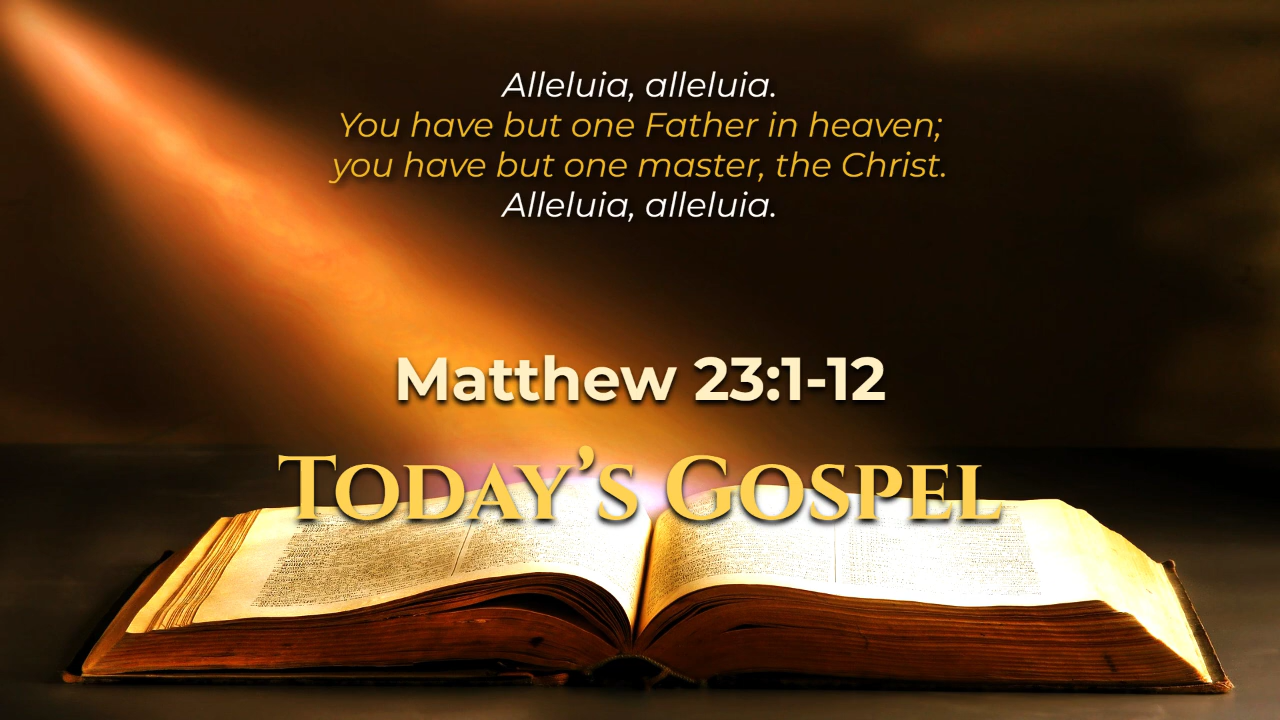 Alleluia, alleluia.
You have but one Father in heaven;
you have but one master, the Christ.
Alleluia, alleluia.
Matthew 23:1-12
Today’s Gospel